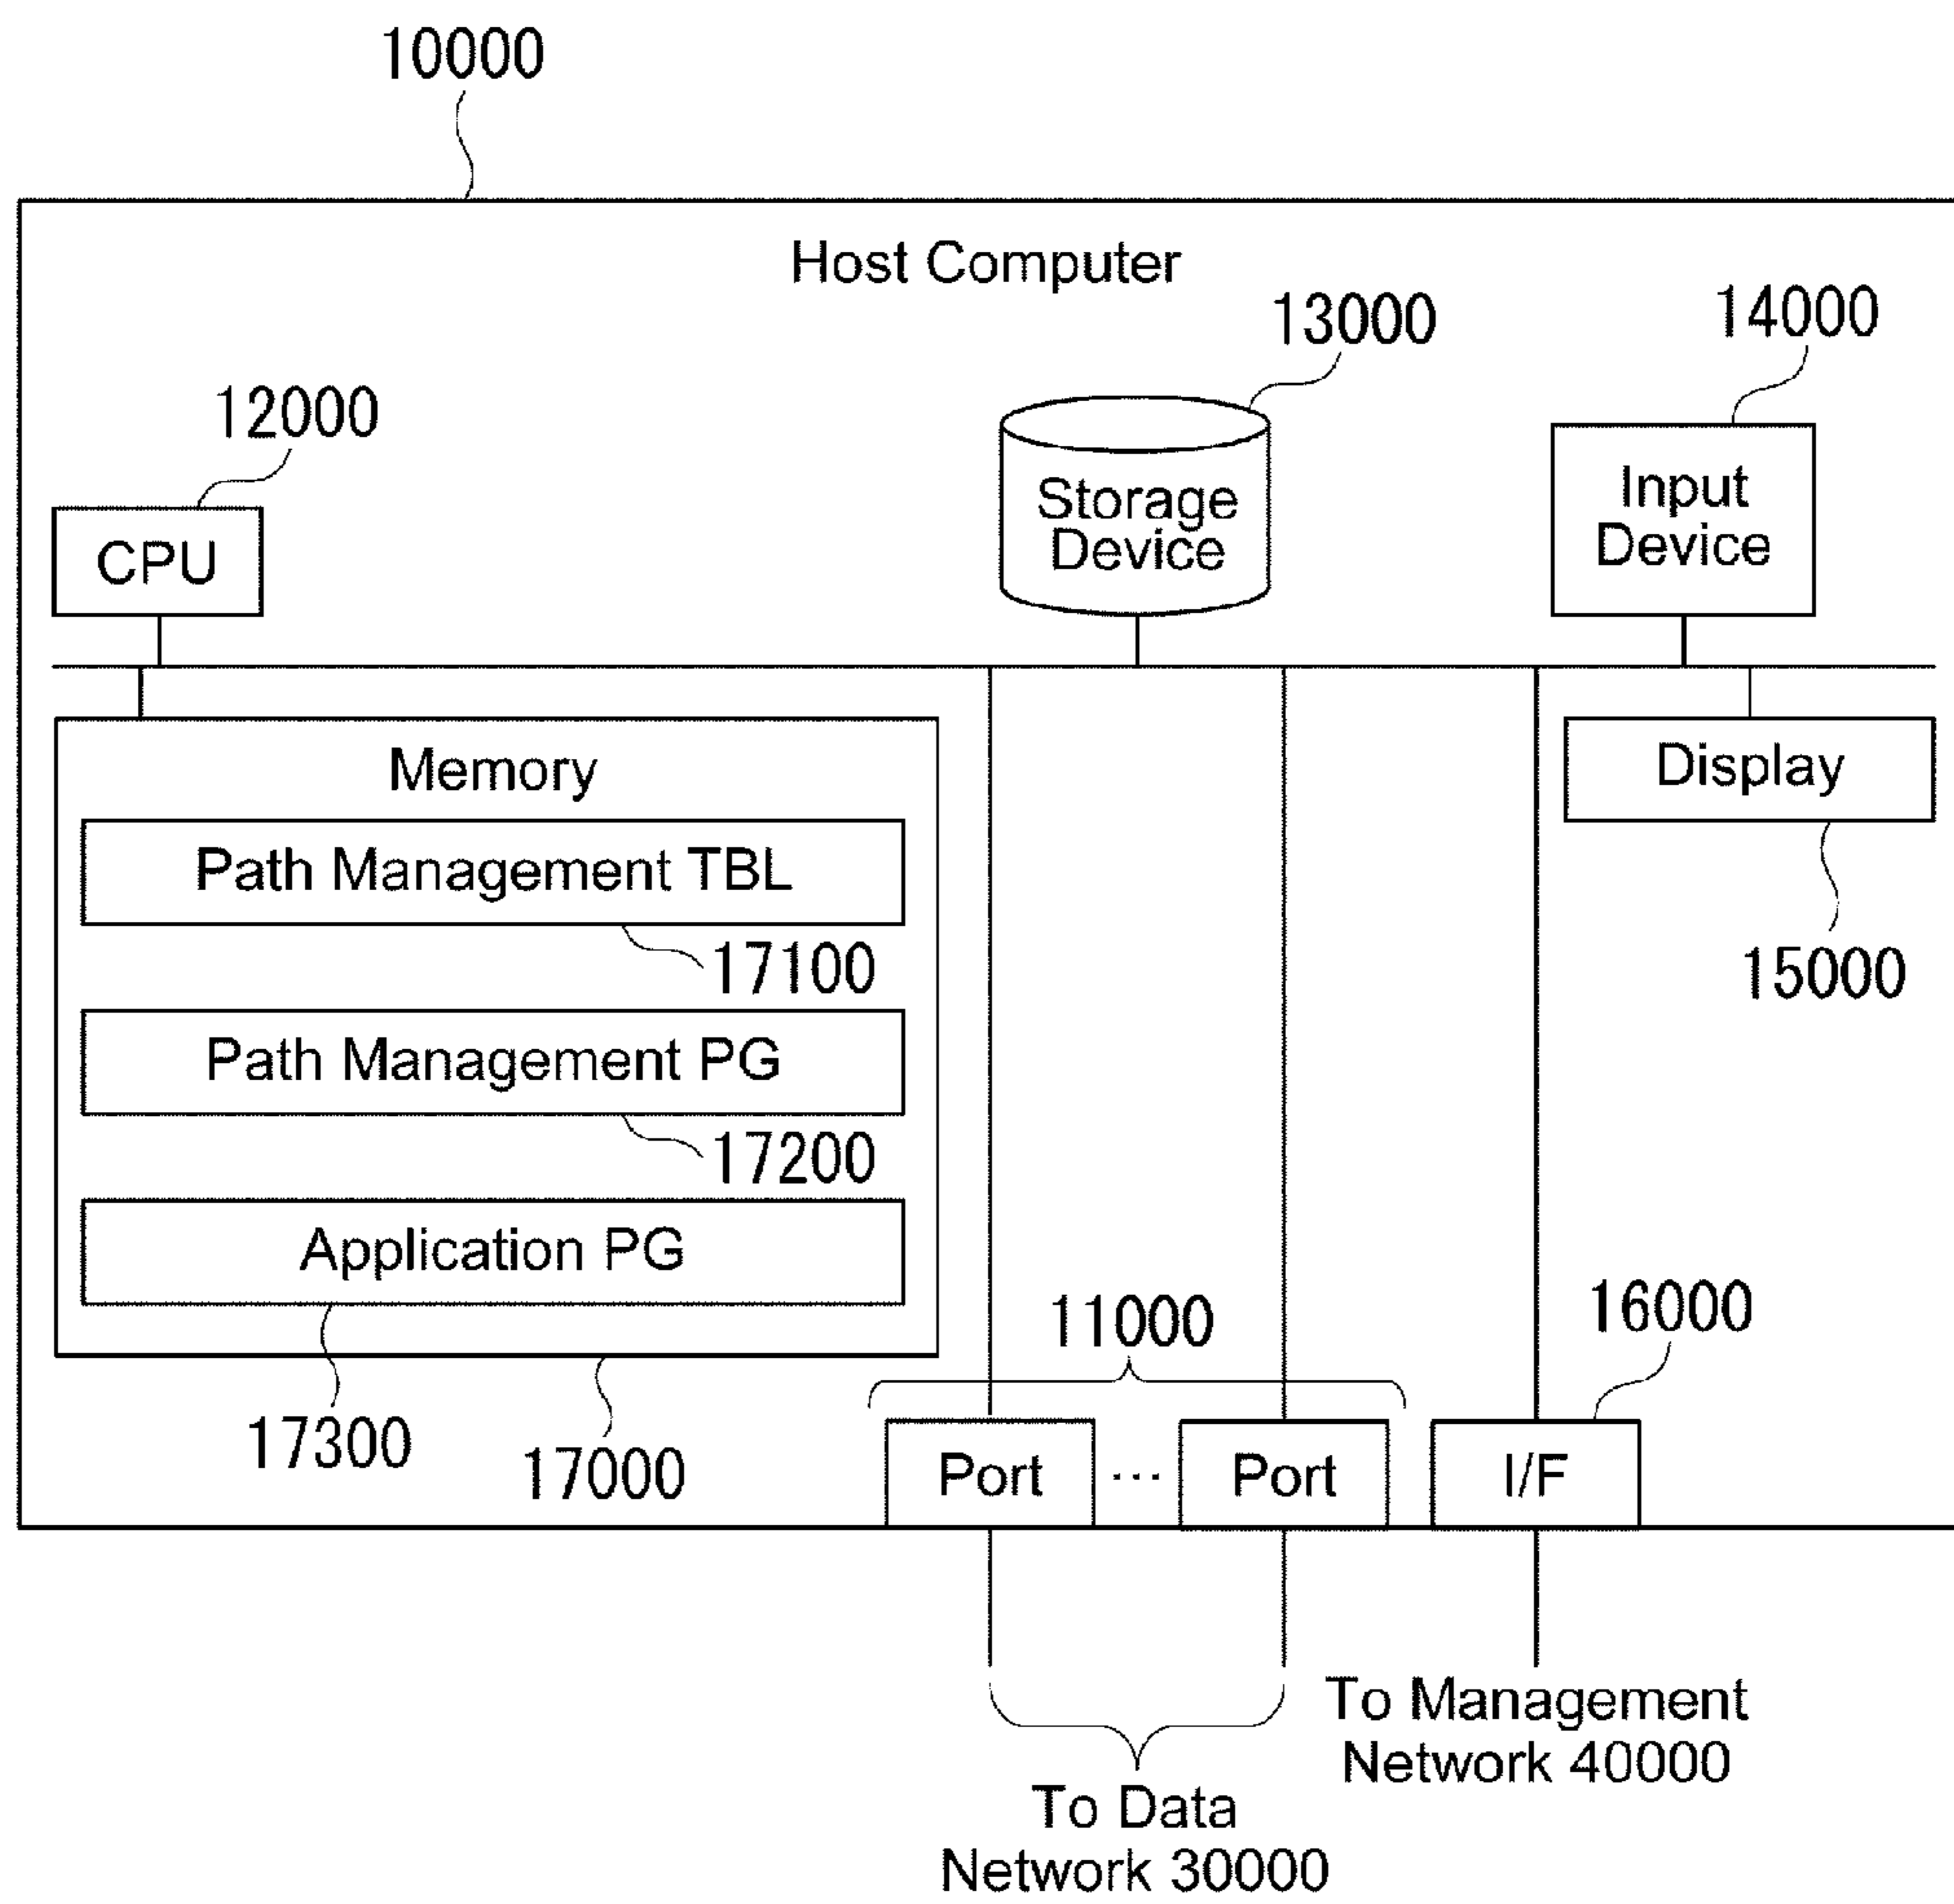 10000
Host Computer
13000
14000
12000
Storage
Device
Input
Device
CPU
Memory
Display
Path Management TBL
17100
15000
Path Management PG
17200
Application PG
11000
16000
17300
17000
Port
...
Port
I/F
To Management
Network 40000
To Data
Network 30000